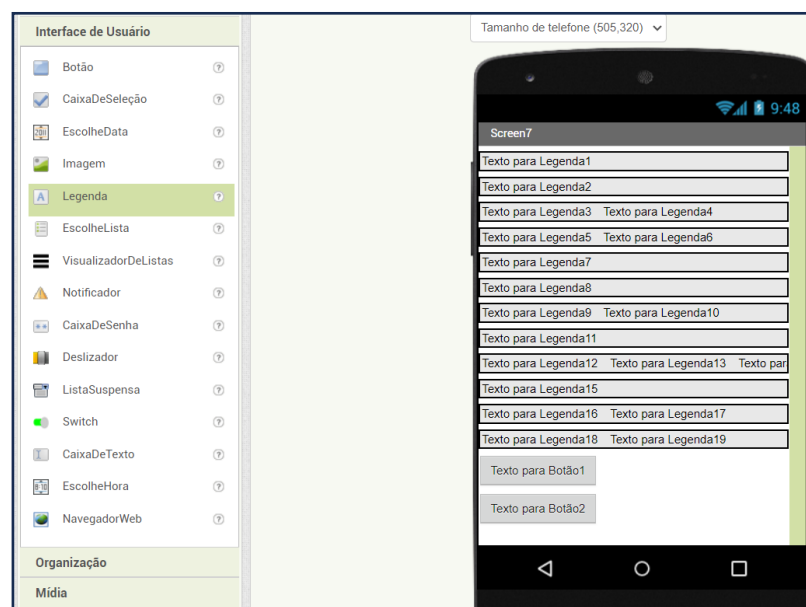 Interface de Usuário
Botão
CaixaDeSeleção
EscolheData
Imagem
Legenda
EscolheLista
VisualizadorDeListas
Notificador
CaixaDeSenha
Deslizador
ListaSuspensa
Switch
CaixaDeTexto
EscolheHora
NavegadorWeb
Organização
Mídia
Tamanho de telefone (505,320)
9:48
Screen7
Texto para Legenda1
Texto para Legenda2
Texto para Legenda3 Texto para Legenda4
Texto para Legenda5 Texto para Legenda6
Texto para Legenda7
Texto para Legenda8
Texto para Legenda9 Texto para Legenda10
Texto para Legenda11
Texto para Legenda12 Texto para Legenda13 Texto par
Texto para Legenda15
Texto para Legenda16 Texto para Legenda17
Texto para Legenda18 Texto para Legenda19
Texto para Botão1
Texto para Botão2